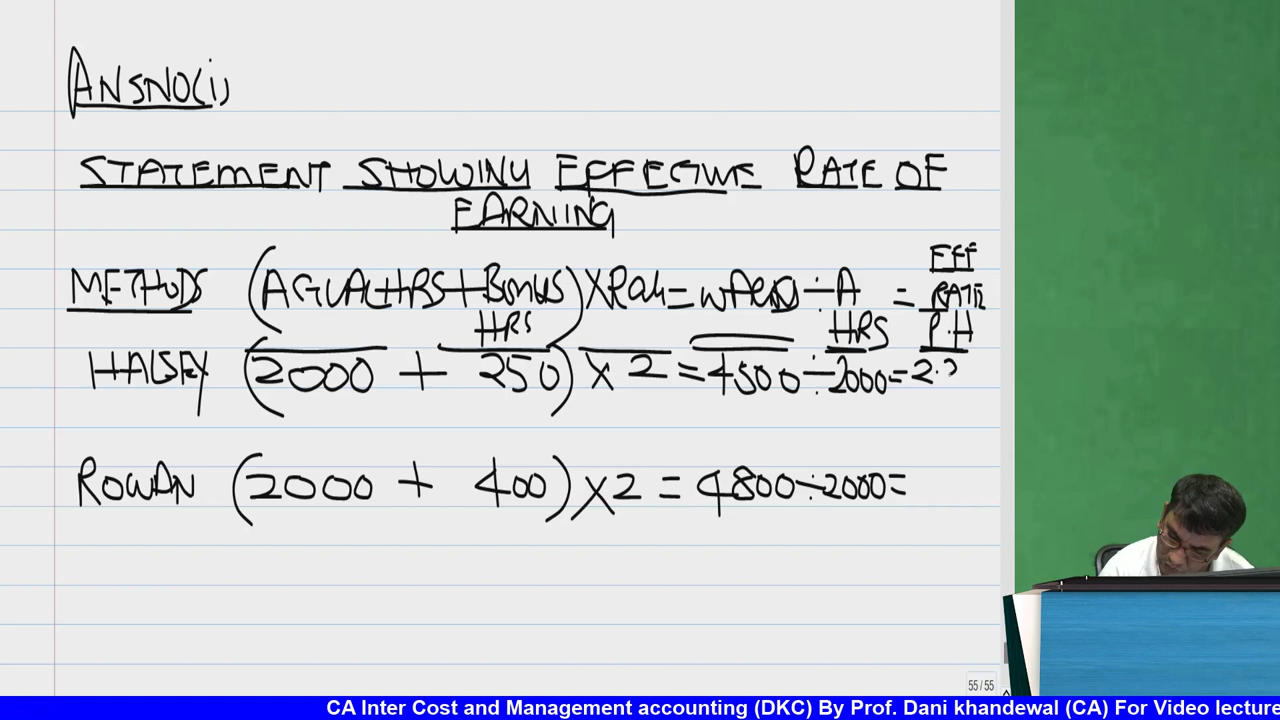 ANSNO(i)
STATEMENT SHOWING EFFECTIVE RATE OF
EARNING
METHODS (ACTUAL HRS + BONUS HRS) X Rate = WAGES ÷ A HRS = EFF RATE P.H
HALSEY (2000 + 250) X 2 = 4500 ÷ 2000 = 2.2
ROWAN (2000 + 400) X 2 = 4800 ÷ 2000 =
55 / 55
CA Inter Cost and Management accounting (DKC) By Prof. Dani khandewal (CA) For Video lecture